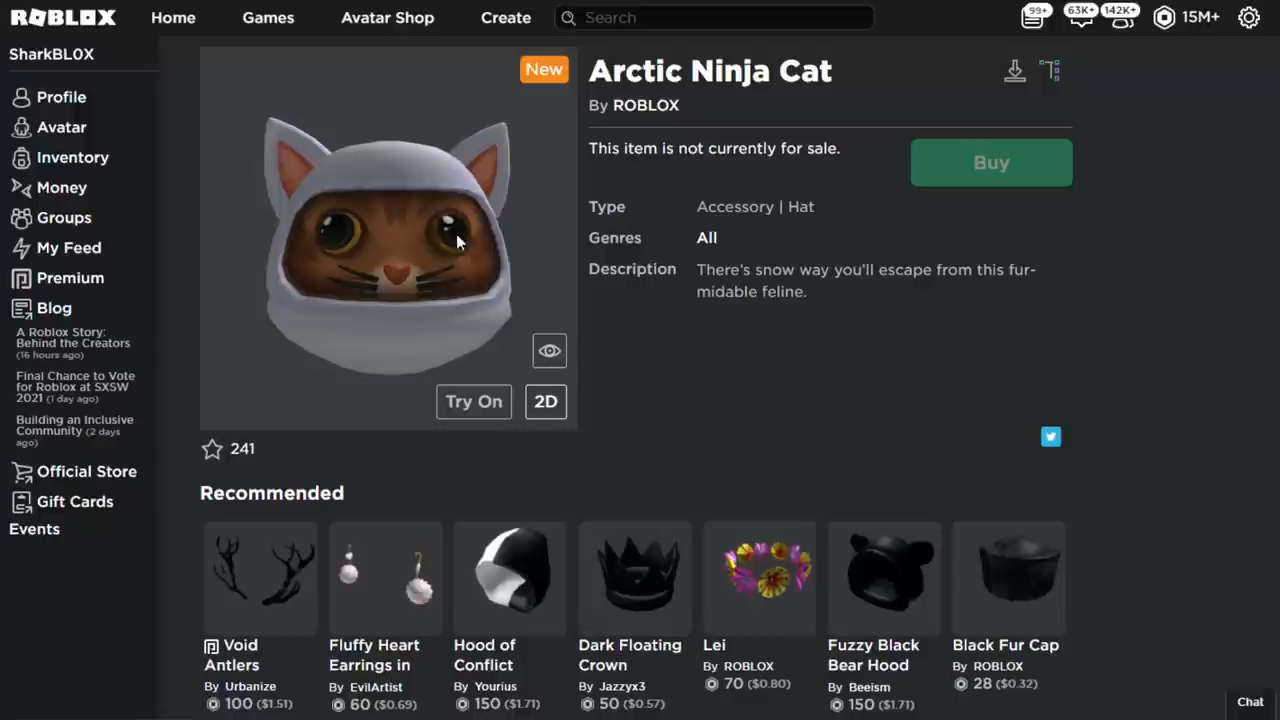 ROBLOX
Home
Games
Avatar Shop
Create
Search
99+
63K+
142K+
15M+
SharkBL0X
Profile
Avatar
Inventory
Money
Groups
My Feed
Premium
Blog
A Roblox Story:
Behind the Creators
(16 hours ago)
Final Chance to Vote
for Roblox at SXSW
2021 (1 day ago)
Building an Inclusive
Community (2 days
ago)
Official Store
Gift Cards
Events
New
Try On
2D
241
Arctic Ninja Cat
By ROBLOX
This item is not currently for sale.
Buy
Type Accessory | Hat
Genres All
Description There's snow way you'll escape from this fur-
midable feline.
Recommended
Void
Antlers
By Urbanize
100 ($1.51)
Fluffy Heart
Earrings in
By EvilArtist
60 ($0.69)
Hood of
Conflict
By Yourius
150 ($1.71)
Dark Floating
Crown
By Jazzyx3
50 ($0.57)
Lei
By ROBLOX
70 ($0.80)
Fuzzy Black
Bear Hood
By Beeism
150 ($1.71)
Black Fur Cap
By ROBLOX
28 ($0.32)
Chat